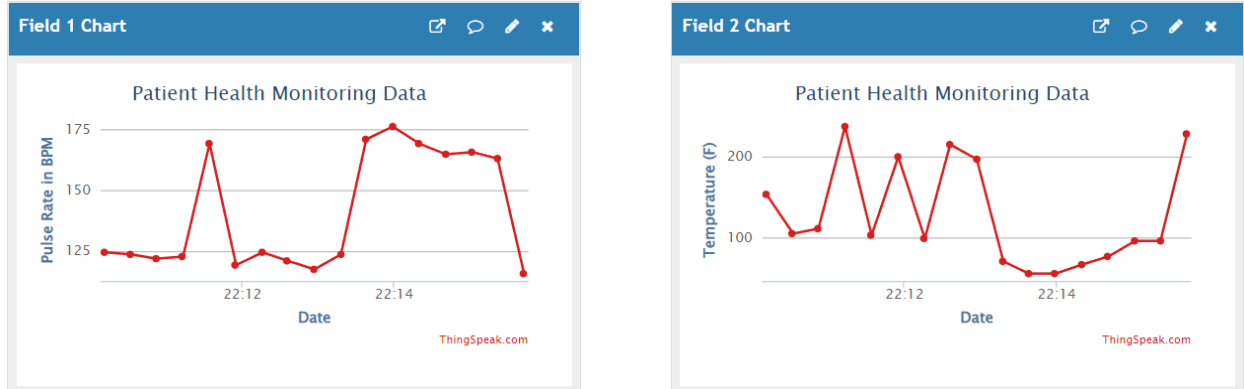 Field 1 Chart
Patient Health Monitoring Data
Pulse Rate in BPM
175
150
125
22:12
22:14
Date
ThingSpeak.com
Field 2 Chart
Patient Health Monitoring Data
Temperature (F)
200
100
22:12
22:14
Date
ThingSpeak.com